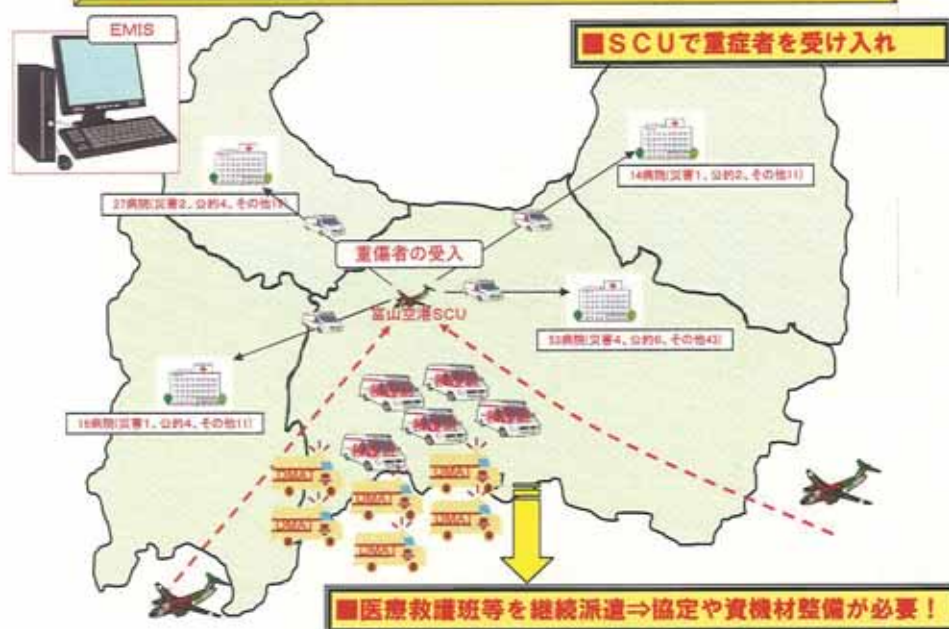 EMIS
■SCUで重症者を受け入れ
14病院(災害1、公的2、その他11)
27病院(災害2、公的4、その他
重傷者の受入
富山空港SCU
53病院(災害4、公的6、その他43)
16病院(災害1、公的4、その他11)
DMAT
DMAT
DMAT
DMAT
DMAT
DMAT
■医療救護班等を継続派遣⇒協定や資機材整備が必要！